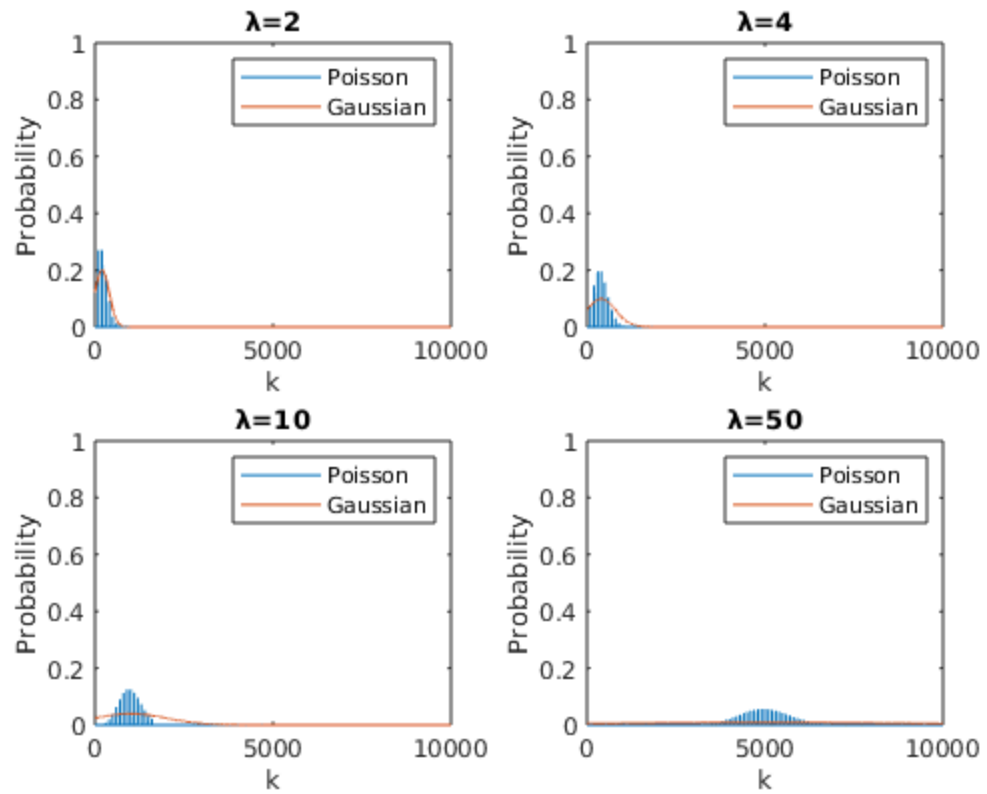 λ=2
1
0.8
0.6
0.4
0.2
0
Probability
Poisson
Gaussian
0 5000 10000
k
λ=4
1
0.8
0.6
0.4
0.2
0
Probability
Poisson
Gaussian
0 5000 10000
k
λ=10
1
0.8
0.6
0.4
0.2
0
Probability
Poisson
Gaussian
0 5000 10000
k
λ=50
1
0.8
0.6
0.4
0.2
0
Probability
Poisson
Gaussian
0 5000 10000
k